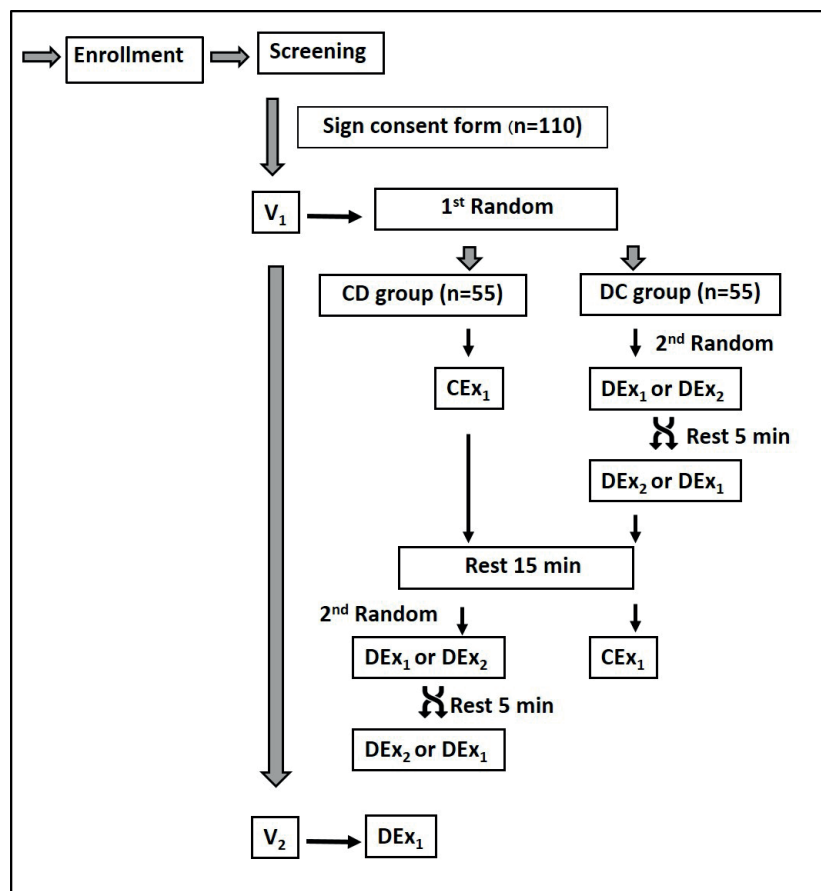 Enrollment
Screening
Sign consent form (n=110)
V₁
1ˢᵗ Random
CD group (n=55)
DC group (n=55)
2ⁿᵈ Random
CEx₁
DEx₁ or DEx₂
Rest 5 min
DEx₂ or DEx₁
Rest 15 min
2ⁿᵈ Random
DEx₁ or DEx₂
CEx₁
Rest 5 min
DEx₂ or DEx₁
V₂
DEx₁